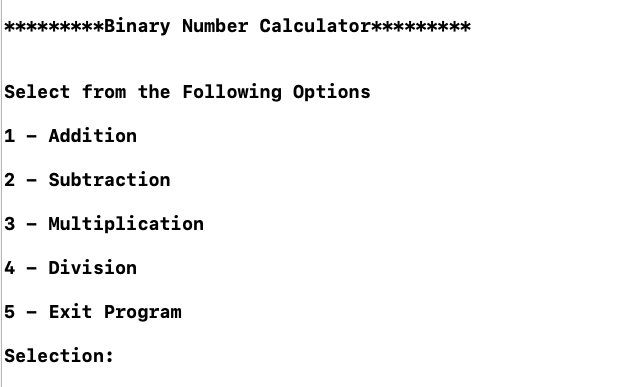 *********Binary Number Calculator*********
Select from the Following Options
1 – Addition
2 – Subtraction
3 – Multiplication
4 – Division
5 – Exit Program
Selection: